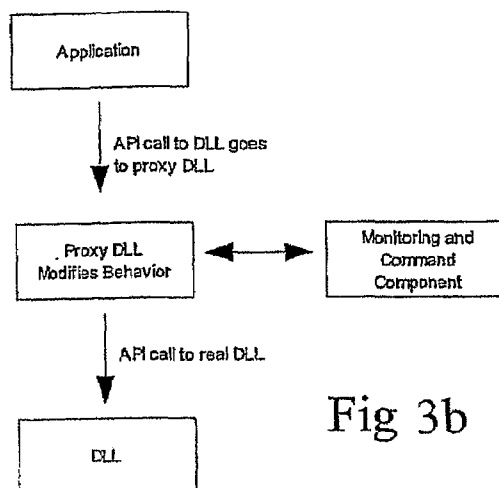 Application
API call to DLL goes
to proxy DLL
Proxy DLL
Modifies Behavior
Monitoring and
Command
Component
API call to real DLL
DLL
Fig 3b